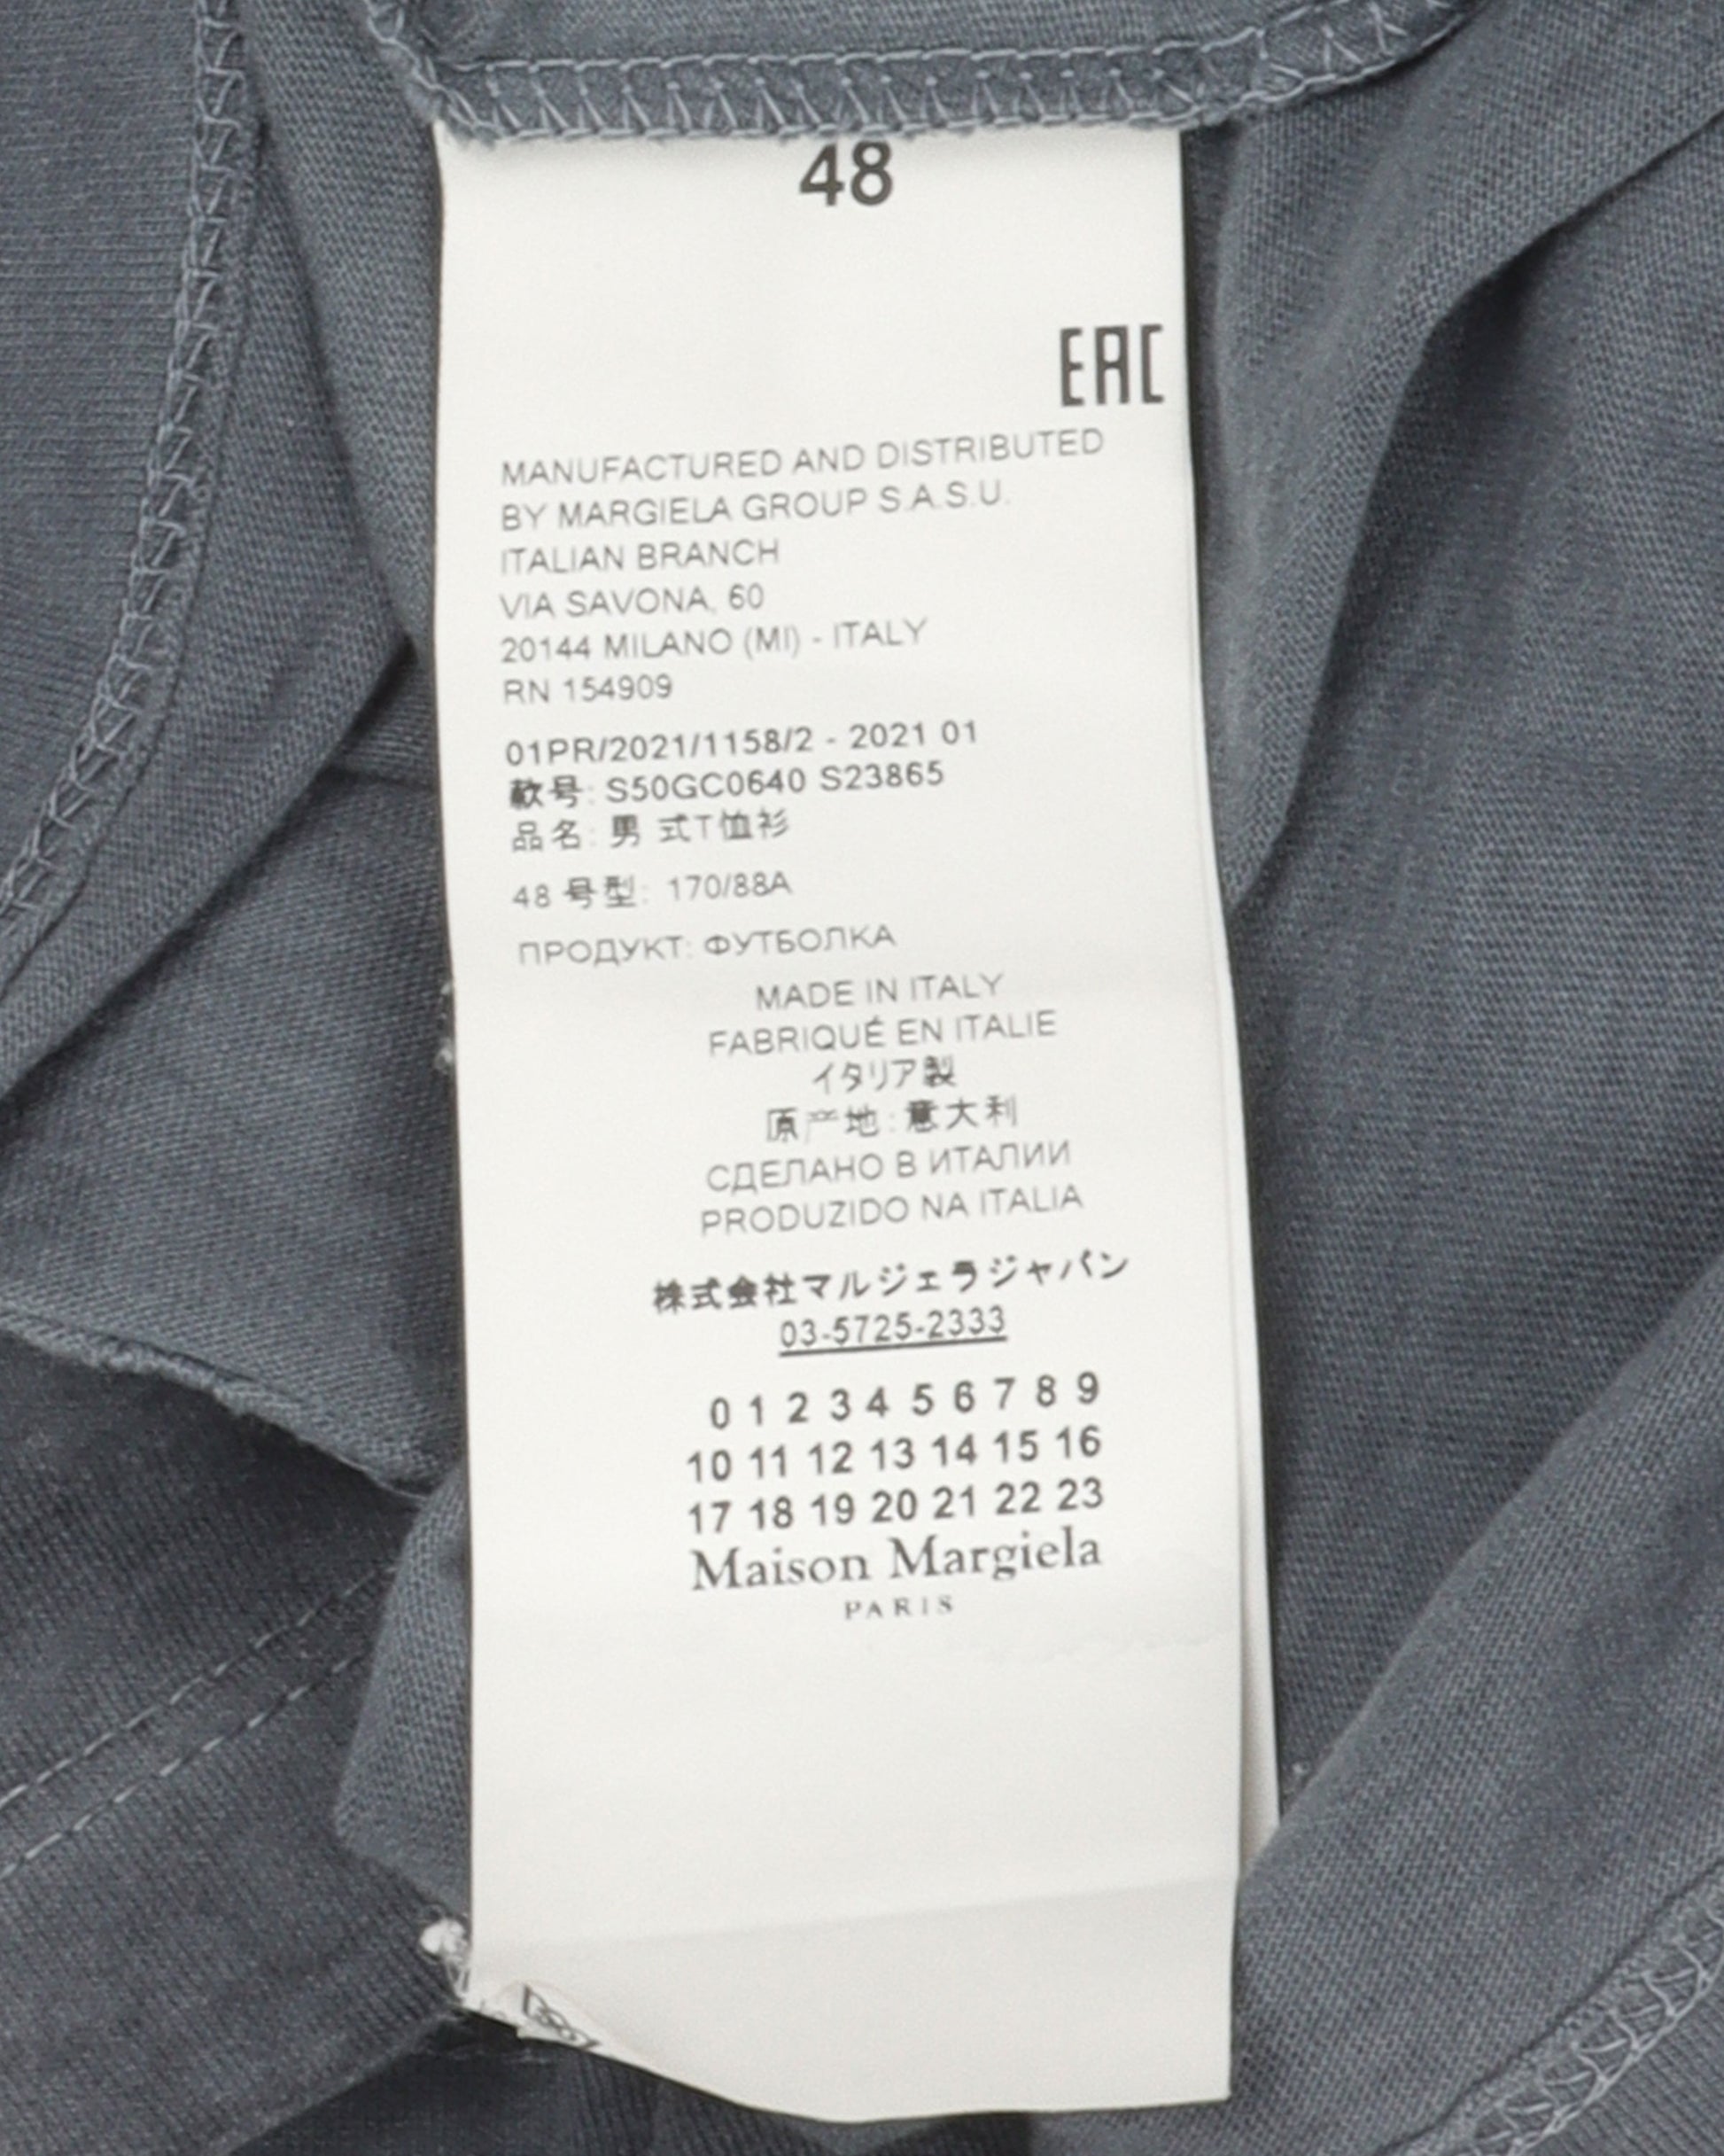 48
EAC
MANUFACTURED AND DISTRIBUTED
BY MARGIELA GROUP S.A.S.U.
ITALIAN BRANCH
VIA SAVONA, 60
20144 MILANO (MI) - ITALY
RN 154909
01PR/2021/1158/2 - 2021 01
款号: S50GC0640 S23865
品名: 男 式T恤衫
48 号型: 170/88A
ПРОДУКТ: ФУТБОЛКА
MADE IN ITALY
FABRIQUÉ EN ITALIE
イタリア製
原产地: 意大利
СДЕЛАНО В ИТАЛИИ
PRODUZIDO NA ITALIA
株式会社マルジェラジャパン
03-5725-2333
0 1 2 3 4 5 6 7 8 9
10 11 12 13 14 15 16
17 18 19 20 21 22 23
Maison Margiela
PARIS